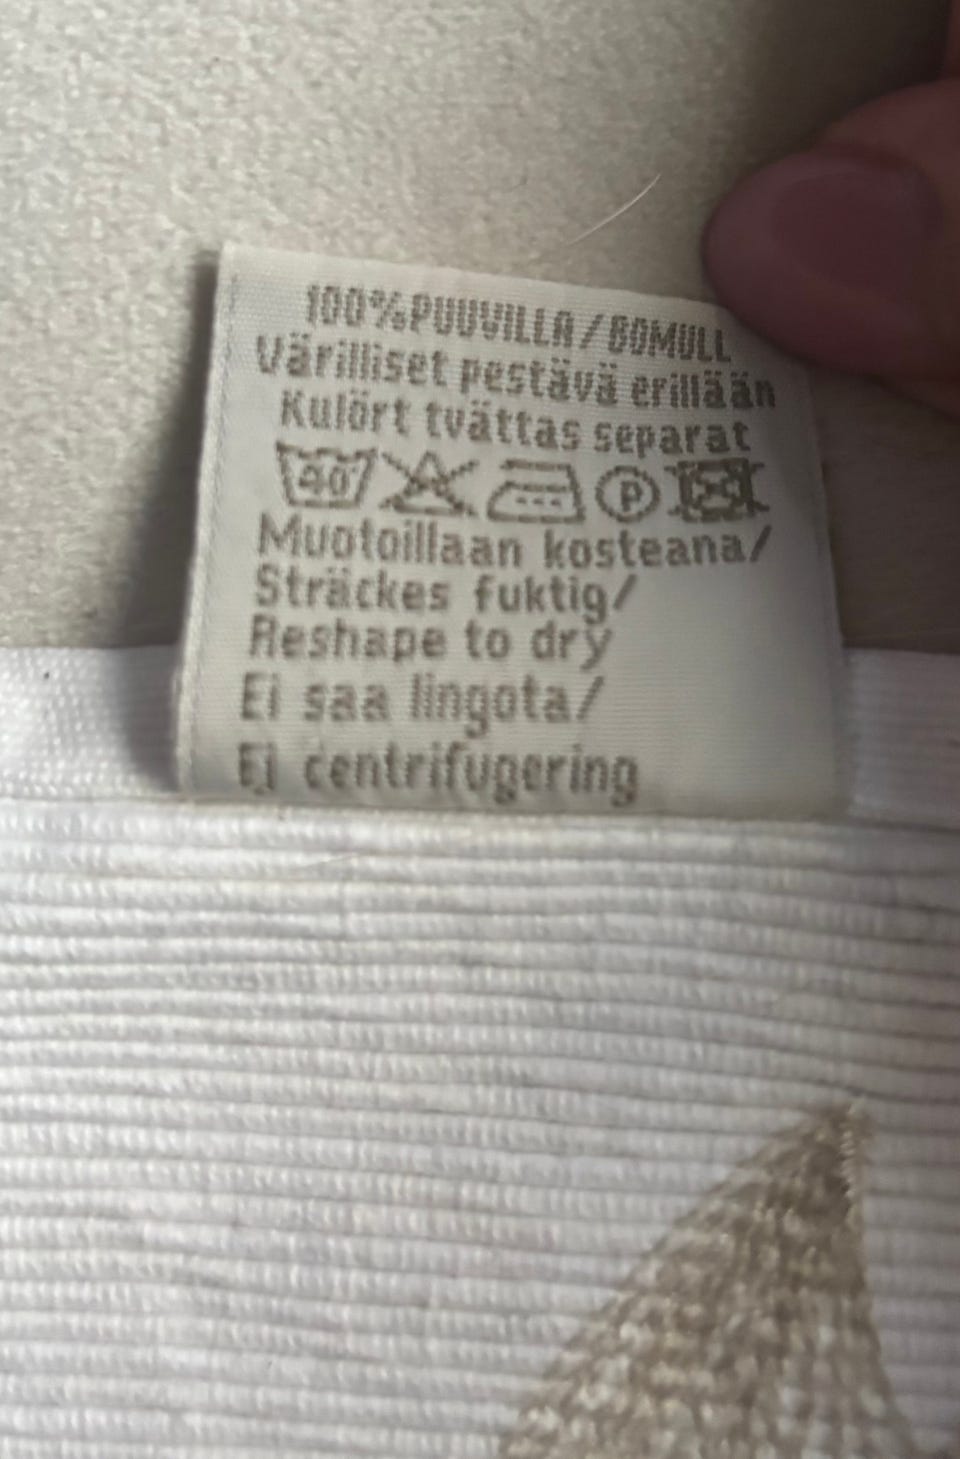 100%PUUVILLA/BOMULL
Värilliset pestävä erillään
Kulört tvättas separat
40° P
Muotoillaan kosteana/
Sträckes fuktig/
Reshape to dry
Ei saa lingota/
Ej centrifugering